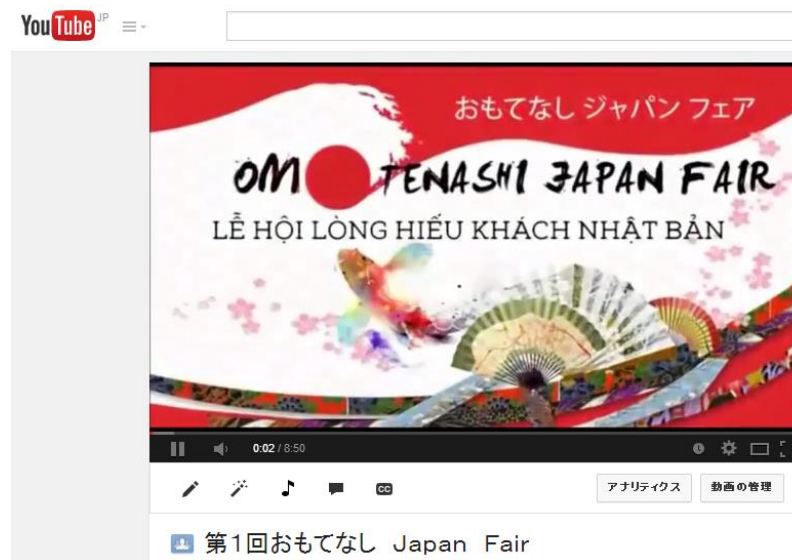 YouTube JP
おもてなし ジャパン フェア
OMOTENASHI JAPAN FAIR
LỄ HỘI LÒNG HIẾU KHÁCH NHẬT BẢN
0:02 / 8:50
CC
アナリティクス
動画の管理
第1回おもてなし Japan Fair